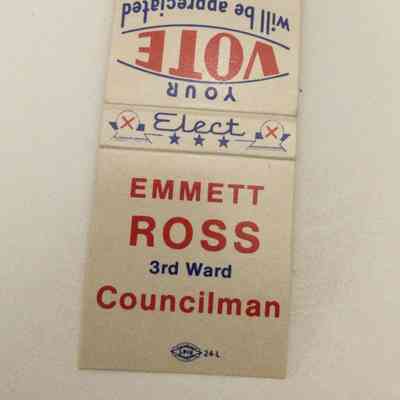 YOUR
VOTE
will be appreciated
Elect
EMMETT
ROSS
3rd Ward
Councilman
24-L